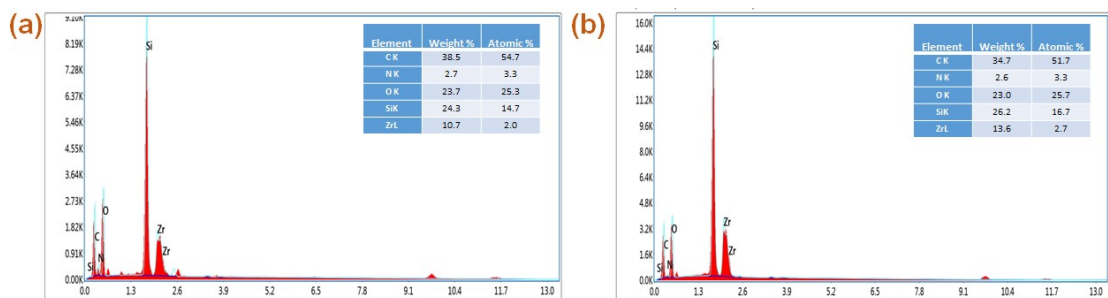 (a)
9.10K
8.19K
7.28K
6.37K
5.46K
4.55K
3.64K
2.73K
1.82K
0.91K
0.00K
Si
O
C
N
Si
Zr
Zr
0.0 1.3 2.6 3.9 5.2 6.5 7.8 9.1 10.4 11.7 13.0
Element Weight % Atomic %
C K 38.5 54.7
N K 2.7 3.3
O K 23.7 25.3
SiK 24.3 14.7
ZrL 10.7 2.0
(b)
16.0K
14.4K
12.8K
11.2K
9.6K
8.0K
6.4K
4.8K
3.2K
1.6K
0.0K
Si
O
C
N
Si
Zr
Zr
0.0 1.3 2.6 3.9 5.2 6.5 7.8 9.1 10.4 11.7 13.0
Element Weight % Atomic %
C K 34.7 51.7
N K 2.6 3.3
O K 23.0 25.7
SiK 26.2 16.7
ZrL 13.6 2.7